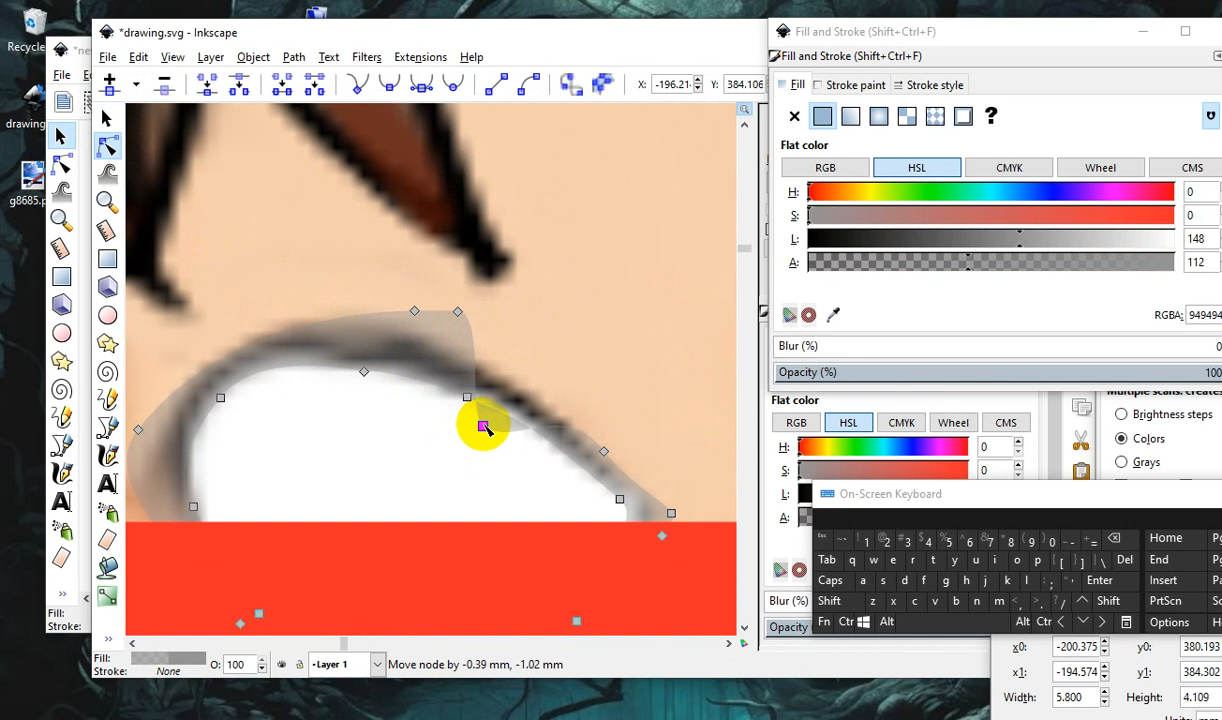 Recycle
drawing
g8685.p
File
*drawing.svg - Inkscape
File Edit View Layer Object Path Text Filters Extensions Help
X: -196.21 Y: 384.106
Fill:
Stroke:
Fill:
Stroke: None
O: 100
Layer 1
Move node by -0.39 mm, -1.02 mm
Fill and Stroke (Shift+Ctrl+F)
Fill and Stroke (Shift+Ctrl+F)
Fill Stroke paint Stroke style
?
Flat color
RGB HSL CMYK Wheel CMS
H: 0
S: 0
L: 148
A: 112
RGBA: 949494
Blur (%) 0
Opacity (%) 100
Flat color
RGB HSL CMYK Wheel CMS
H: 0
S: 0
L:
A:
Blur (%)
Opacity
Brightness steps
Colors
Grays
On-Screen Keyboard
Esc ~` !1 @2 #3 $4 %5 ^6 &7 *8 (9 )0 _- += Home
Tab q w e r t y u i o p {[ }] |\ Del End
Caps a s d f g h j k l :; "' Enter Insert
Shift z x c v b n m <, >. ?/ Shift PrtScn
Fn Ctr Alt Alt Ctr Options
x0: -200.375 y0: 380.193
x1: -194.574 y1: 384.302
Width: 5.800 Height: 4.109